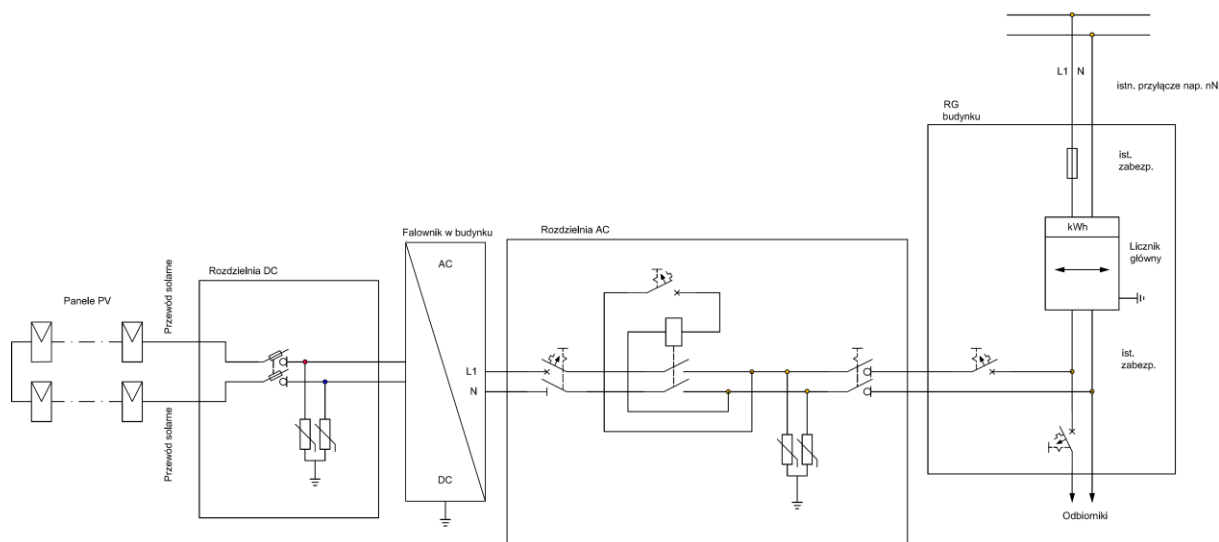 Panele PV
Przewód solarne
Przewód solarne
Rozdzielnia DC
Falownik w budynku
AC
DC
L1
N
Rozdzielnia AC
RG
budynku
L1
N
istn. przyłącze nap. nN
ist.
zabezp.
kWh
Licznik
główny
ist.
zabezp.
Odbiorniki